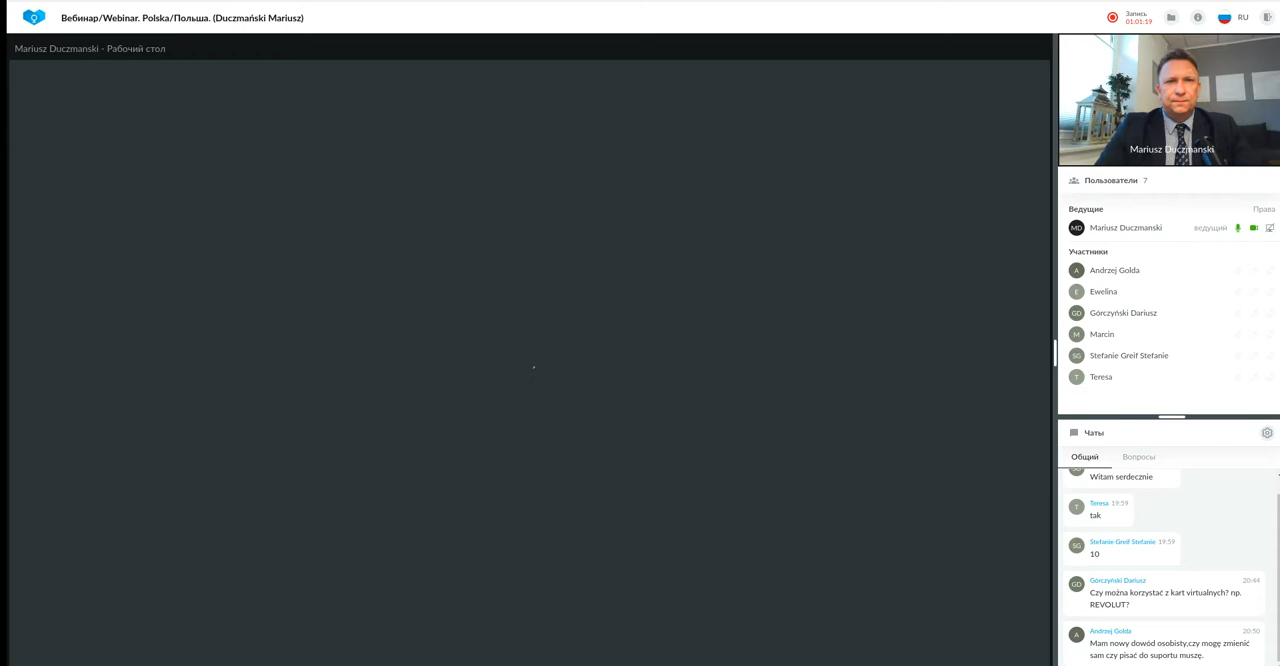 Вебинар/Webinar. Polska/Польша. (Duczmański Mariusz)
Запись
01:01:19
RU
Mariusz Duczmanski - Рабочий стол
Mariusz Duczmanski
Пользователи 7
Ведущие Права
MD Mariusz Duczmanski ведущий
Участники
A Andrzej Golda
E Ewelina
GD Górczyński Dariusz
M Marcin
SG Stefanie Greif Stefanie
T Teresa
Чаты
Общий Вопросы
SG
Witam serdecznie
T Teresa 19:59
tak
SG Stefanie Greif Stefanie 19:59
10
GD Górczyński Dariusz 20:44
Czy można korzystać z kart virtualnych? np.
REVOLUT?
A Andrzej Golda 20:50
Mam nowy dowód osobisty,czy mogę zmienić
sam czy pisać do suportu muszę.